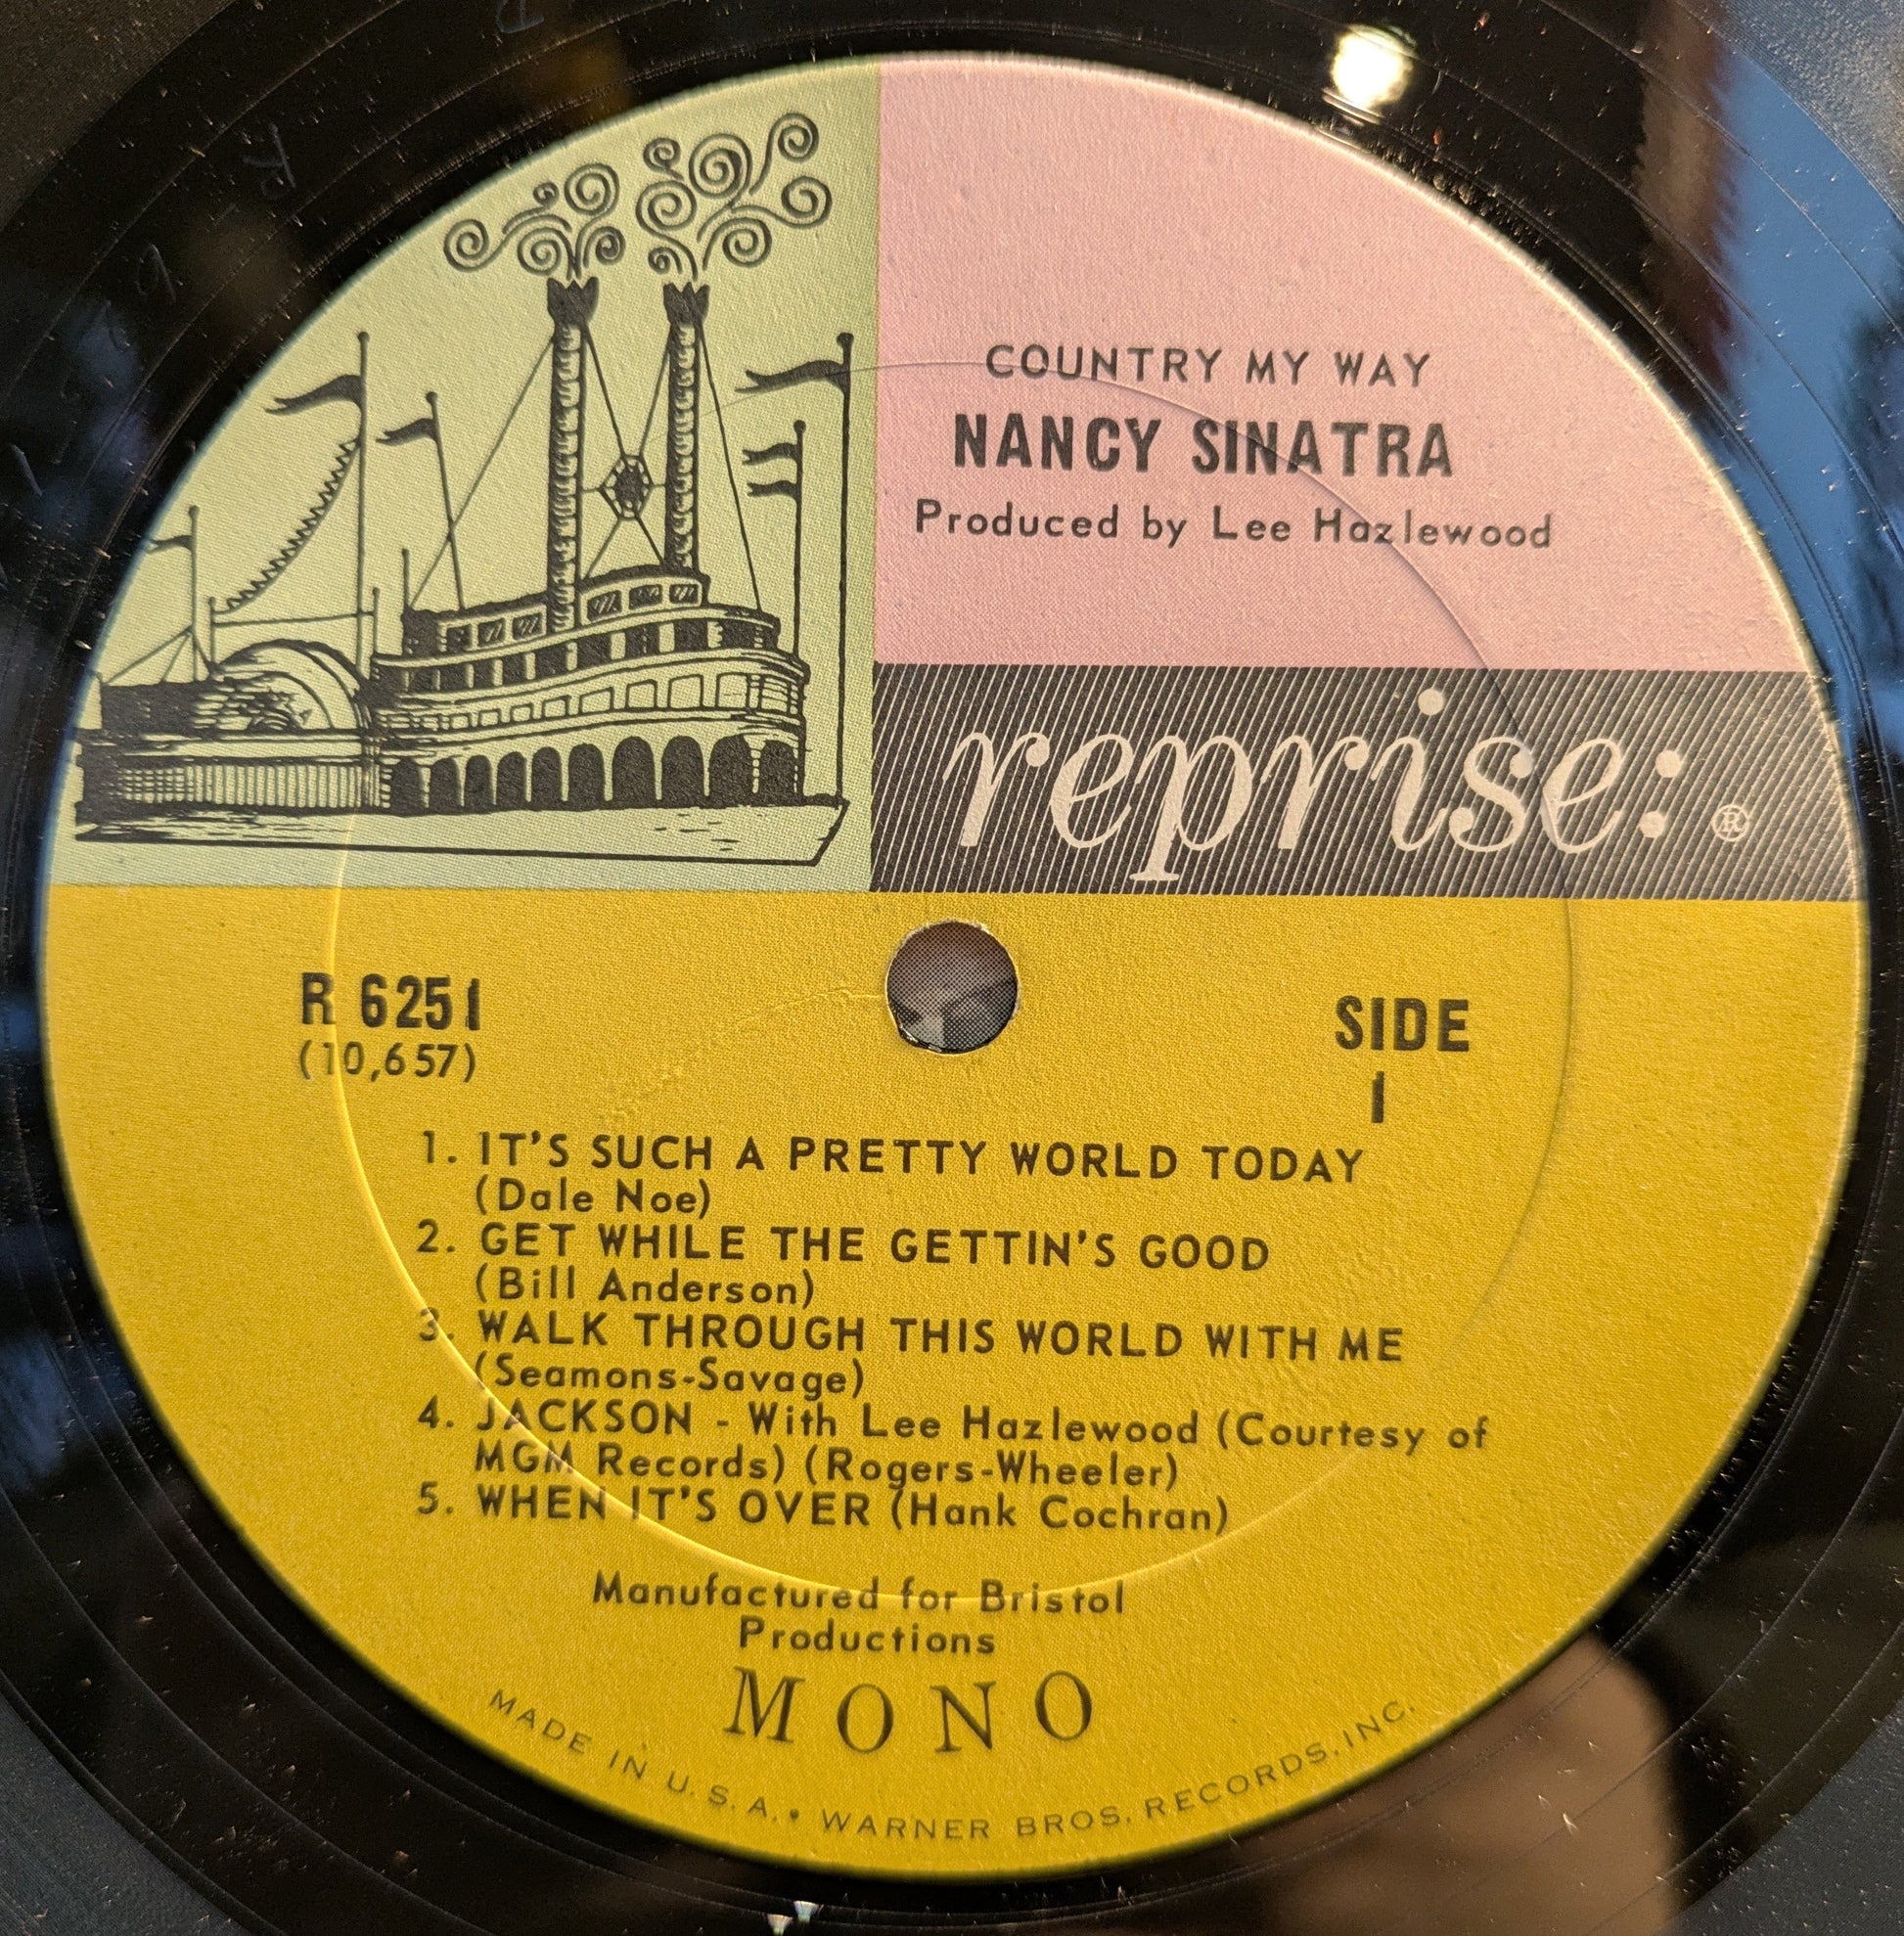 COUNTRY MY WAY
NANCY SINATRA
Produced by Lee Hazlewood
reprise: ®
R 6251
(10,657)
SIDE
1
1. IT'S SUCH A PRETTY WORLD TODAY
(Dale Noe)
2. GET WHILE THE GETTIN'S GOOD
(Bill Anderson)
3. WALK THROUGH THIS WORLD WITH ME
(Seamons-Savage)
4. JACKSON - With Lee Hazlewood (Courtesy of
MGM Records) (Rogers-Wheeler)
5. WHEN IT'S OVER (Hank Cochran)
Manufactured for Bristol
Productions
MONO
MADE IN U.S.A. • WARNER BROS. RECORDS, INC.